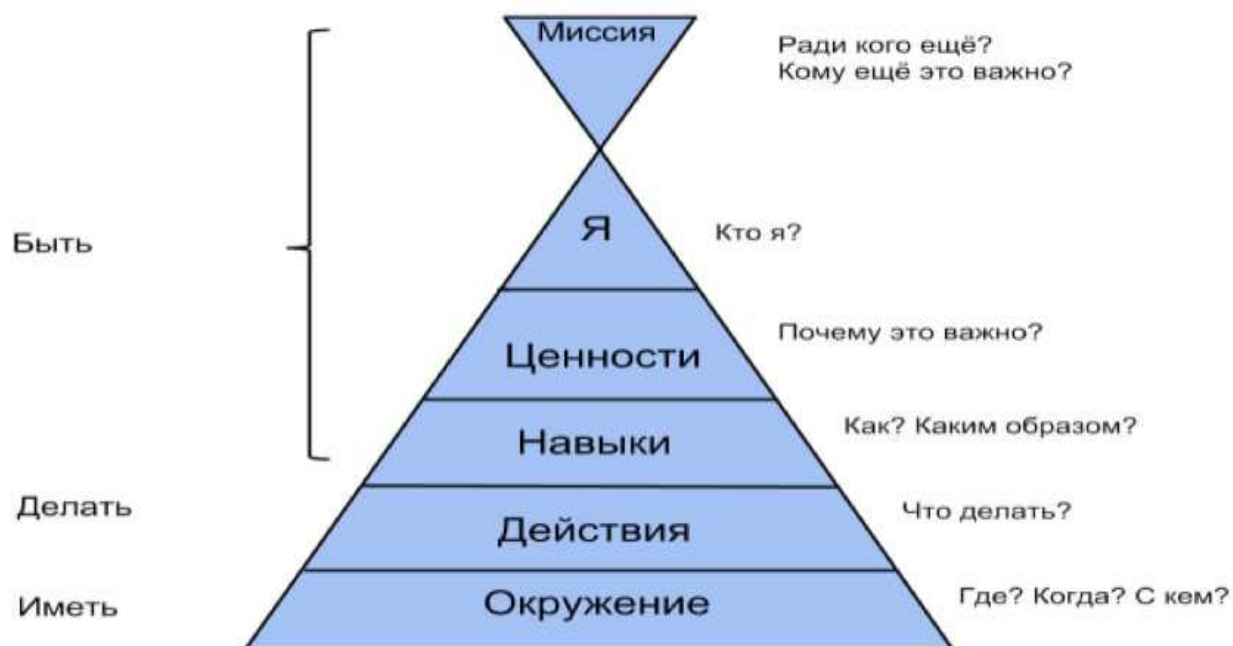 Миссия
Ради кого ещё?
Кому ещё это важно?
Быть
Я
Кто я?
Ценности
Почему это важно?
Навыки
Как? Каким образом?
Делать
Действия
Что делать?
Иметь
Окружение
Где? Когда? С кем?